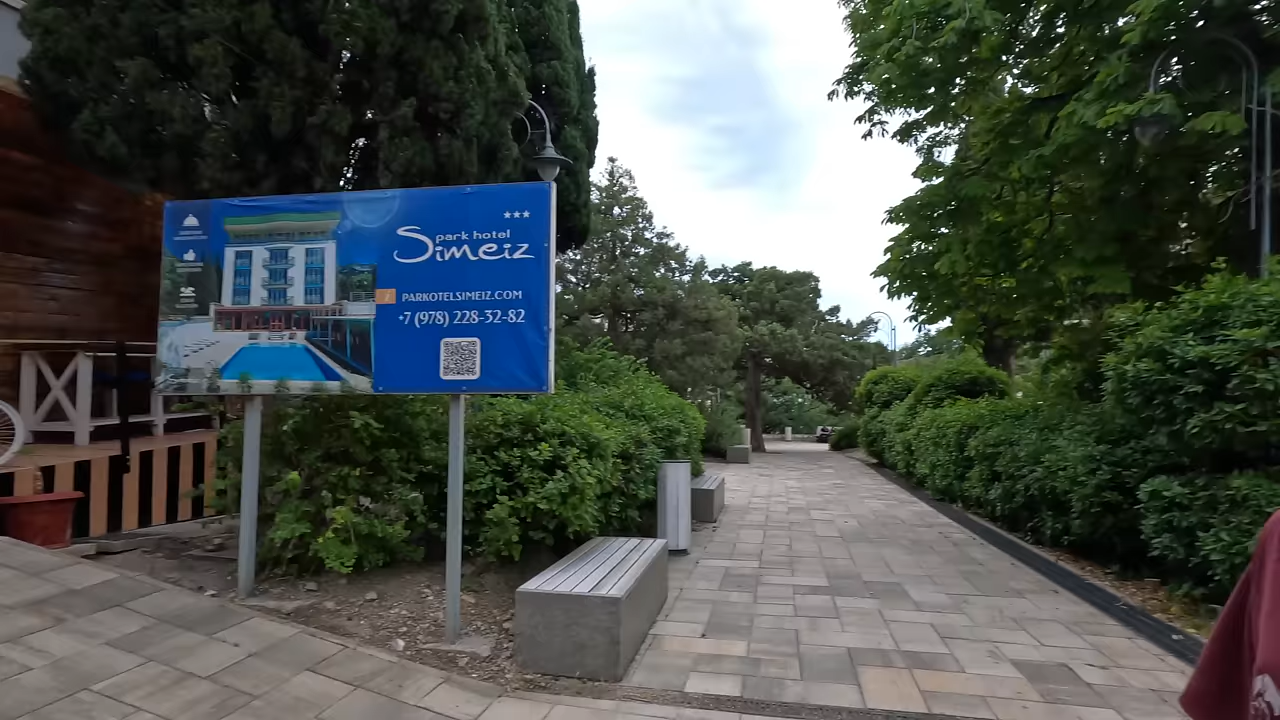 ★★★
park hotel
Simeiz
PARKOTELSIMEIZ.COM
+7 (978) 228-32-82